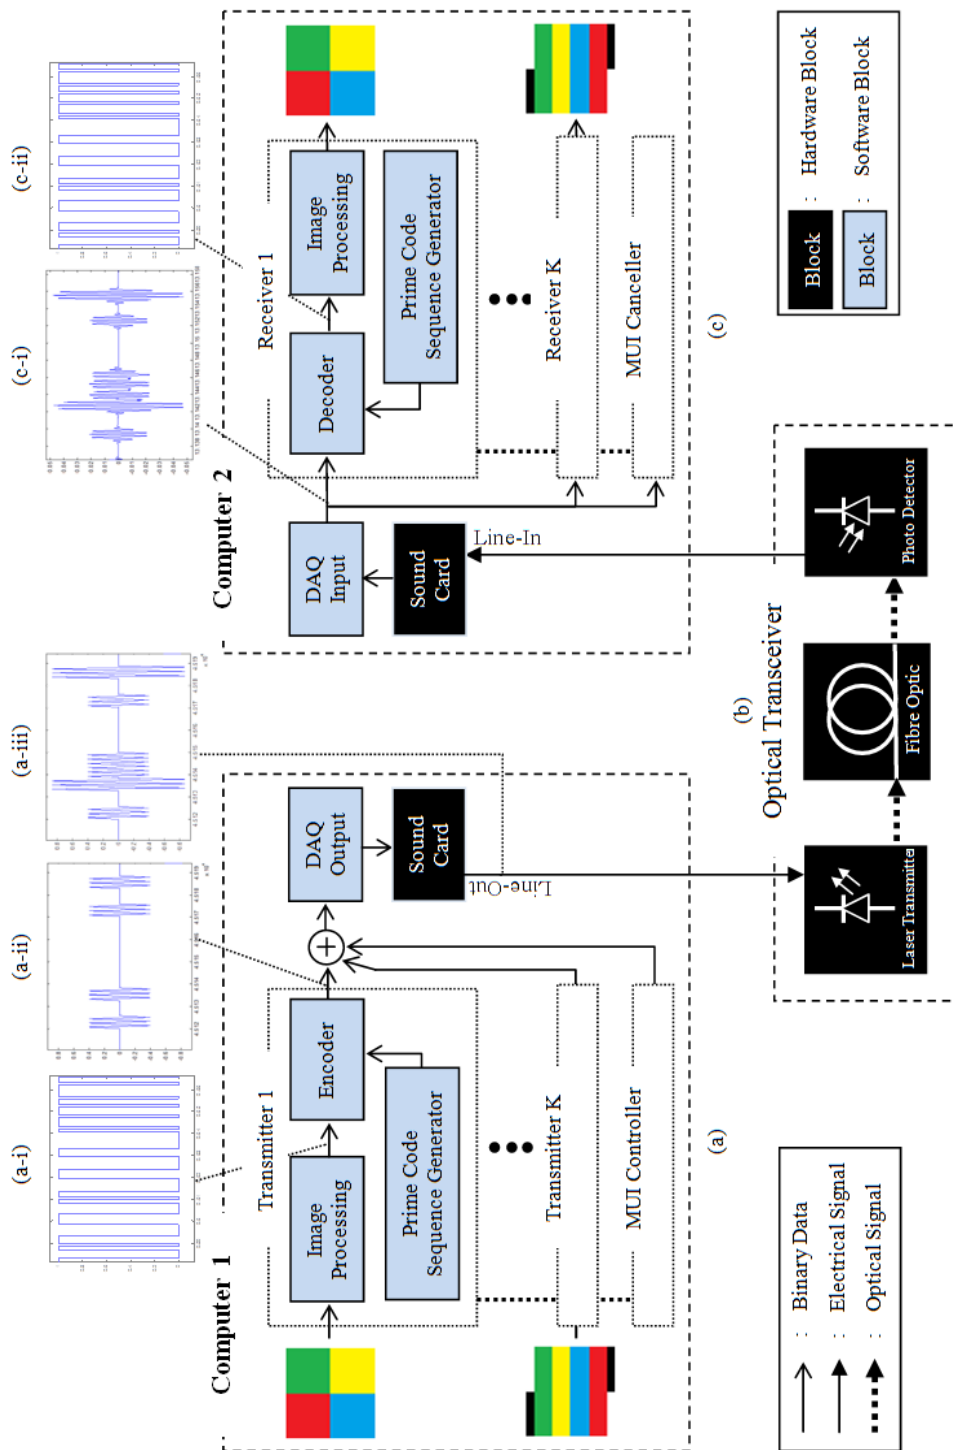 (a-i)
(a-ii)
(a-iii)
(c-i)
(c-ii)
Computer 1
Transmitter 1
Image
Processing
Encoder
Prime Code
Sequence Generator
Transmitter K
MUI Controller
DAQ
Output
Sound
Card
Line-Out
(a)
Computer 2
DAQ
Input
Sound
Card
Line-In
Receiver 1
Decoder
Image
Processing
Prime Code
Sequence Generator
Receiver K
MUI Canceller
(c)
(b)
Optical Transceiver
Laser Transmitter
Fibre Optic
Photo Detector
: Binary Data
: Electrical Signal
: Optical Signal
Block : Hardware Block
Block : Software Block